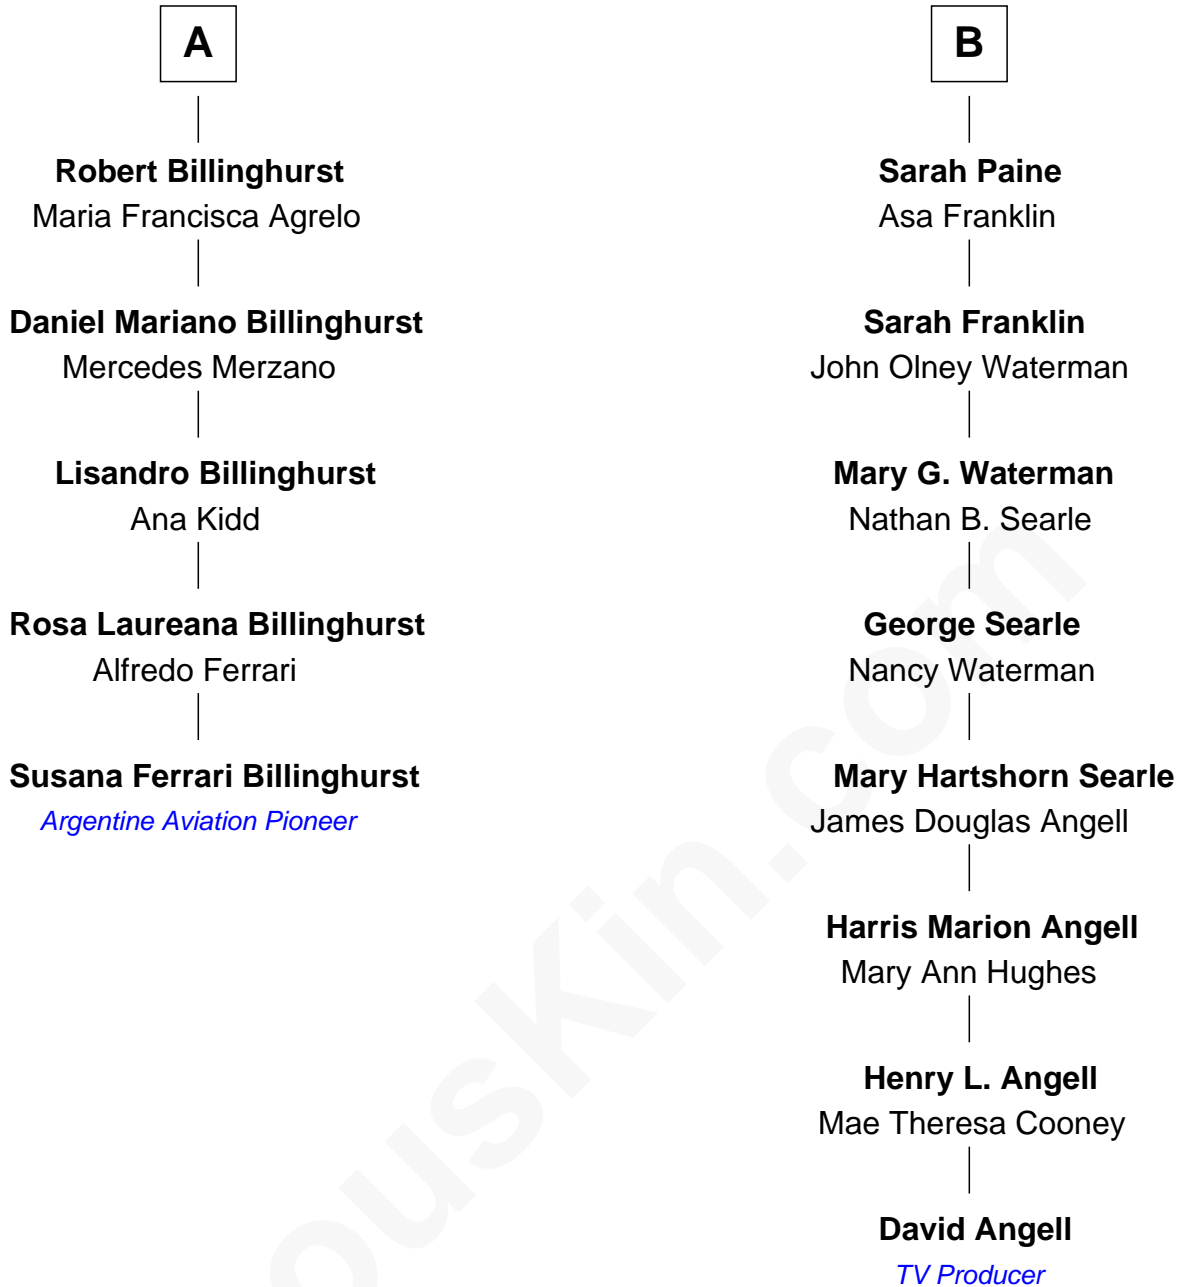 A
Robert Billinghurst
Maria Francisca Agrelo
Daniel Mariano Billinghurst
Mercedes Merzano
Lisandro Billinghurst
Ana Kidd
Rosa Laureana Billinghurst
Alfredo Ferrari
Susana Ferrari Billinghurst
Argentine Aviation Pioneer
B
Sarah Paine
Asa Franklin
Sarah Franklin
John Olney Waterman
Mary G. Waterman
Nathan B. Searle
George Searle
Nancy Waterman
Mary Hartshorn Searle
James Douglas Angell
Harris Marion Angell
Mary Ann Hughes
Henry L. Angell
Mae Theresa Cooney
David Angell
TV Producer
ousKin.com